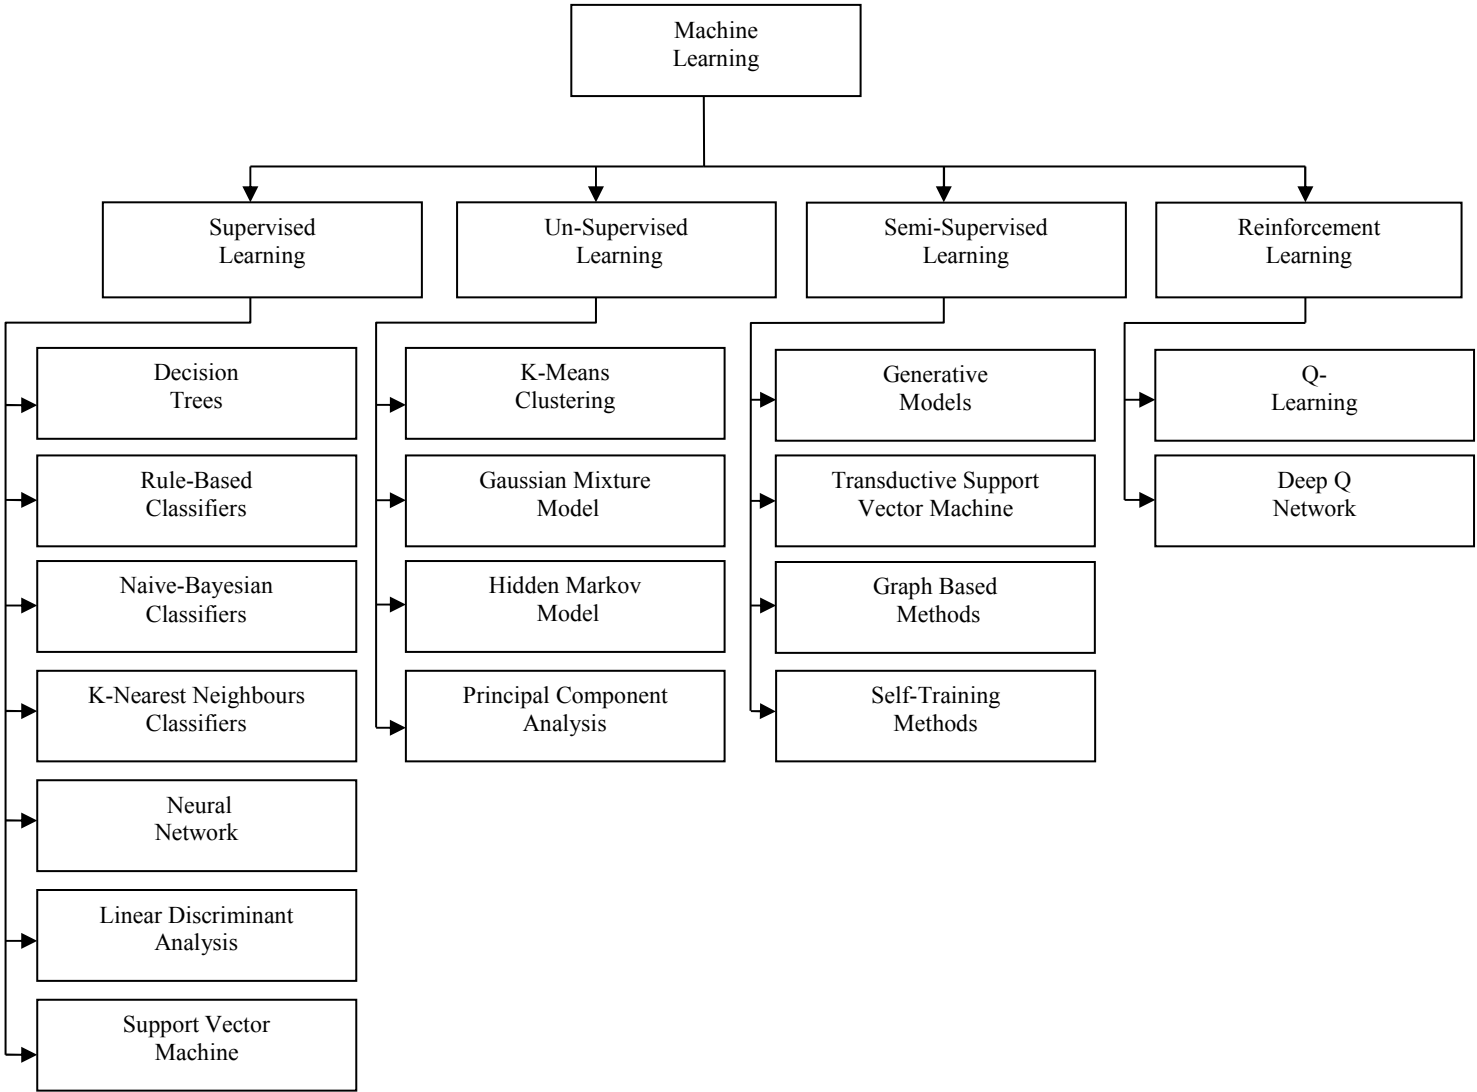 Machine
Learning
Supervised
Learning
Un-Supervised
Learning
Semi-Supervised
Learning
Reinforcement
Learning
Decision
Trees
Rule-Based
Classifiers
Naive-Bayesian
Classifiers
K-Nearest Neighbours
Classifiers
Neural
Network
Linear Discriminant
Analysis
Support Vector
Machine
K-Means
Clustering
Gaussian Mixture
Model
Hidden Markov
Model
Principal Component
Analysis
Generative
Models
Transductive Support
Vector Machine
Graph Based
Methods
Self-Training
Methods
Q-
Learning
Deep Q
Network